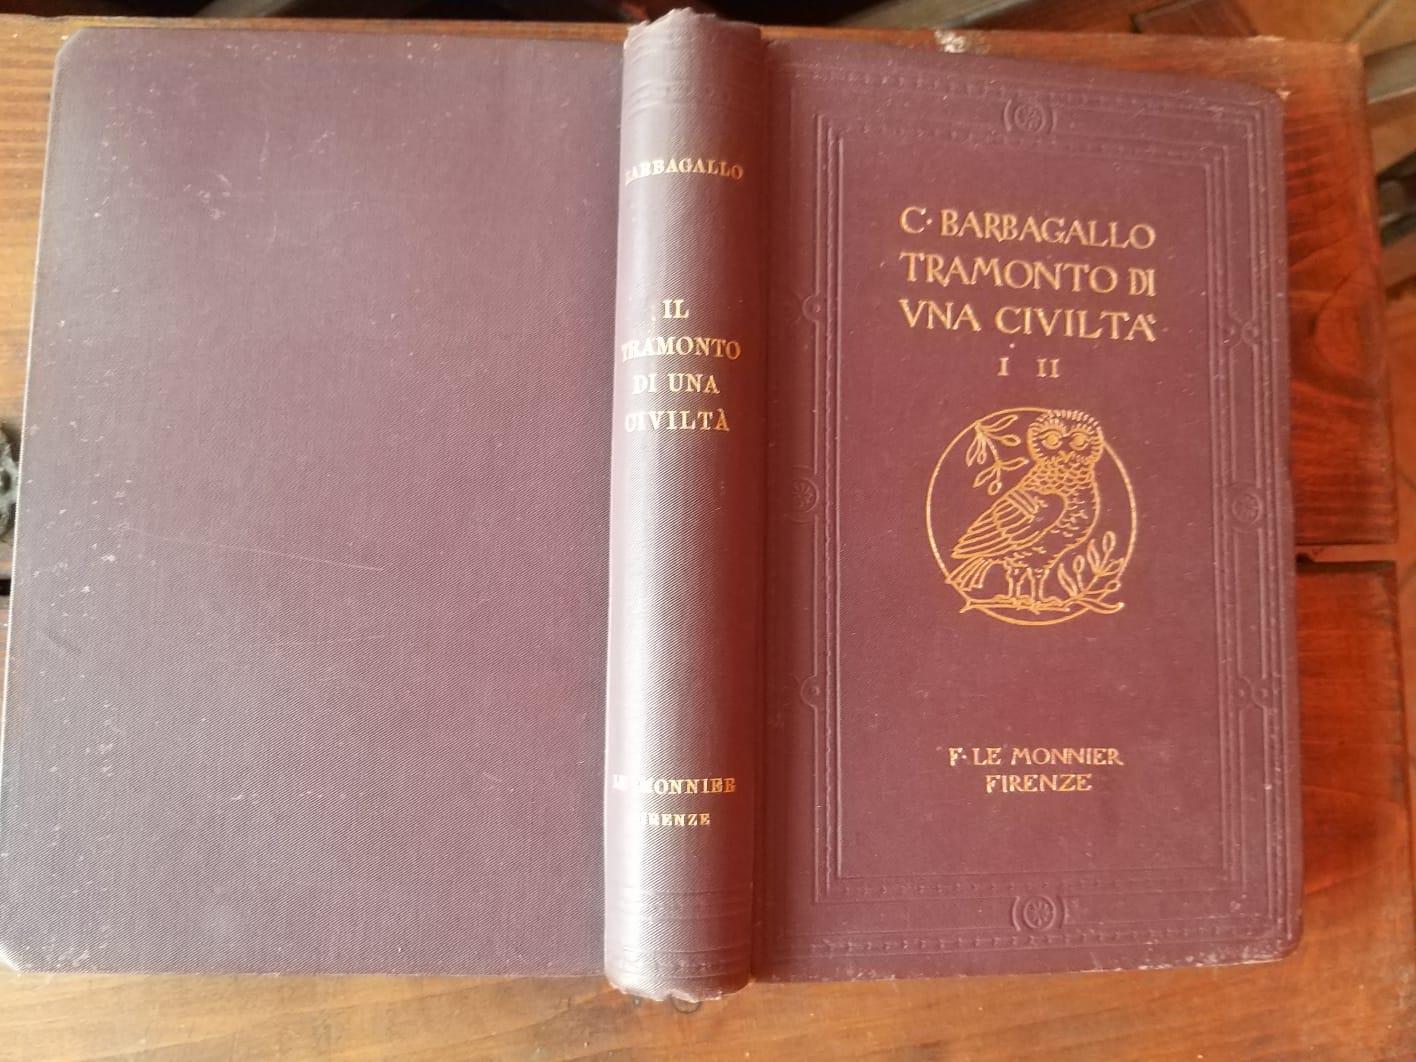 BARBAGALLO
IL
TRAMONTO
DI UNA
CIVILTÀ
LE MONNIER
FIRENZE
C. BARBAGALLO
TRAMONTO DI
VNA CIVILTA'
I II
F. LE MONNIER
FIRENZE